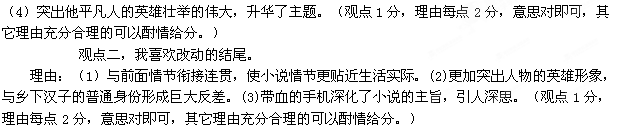 （4）突出他平凡人的英雄壮举的伟大，升华了主题。（观点1分，理由每点2分，意思对即可，其
它理由充分合理的可以酌情给分。）
观点二，我喜欢改动的结尾。
理由：（1）与前面情节衔接连贯，使小说情节更贴近生活实际。(2)更加突出人物的英雄形象，
与乡下汉子的普通身份形成巨大反差。(3)带血的手机深化了小说的主旨，引人深思。（观点1分，
理由每点2分，意思对即可，其它理由充分合理的可以酌情给分。）